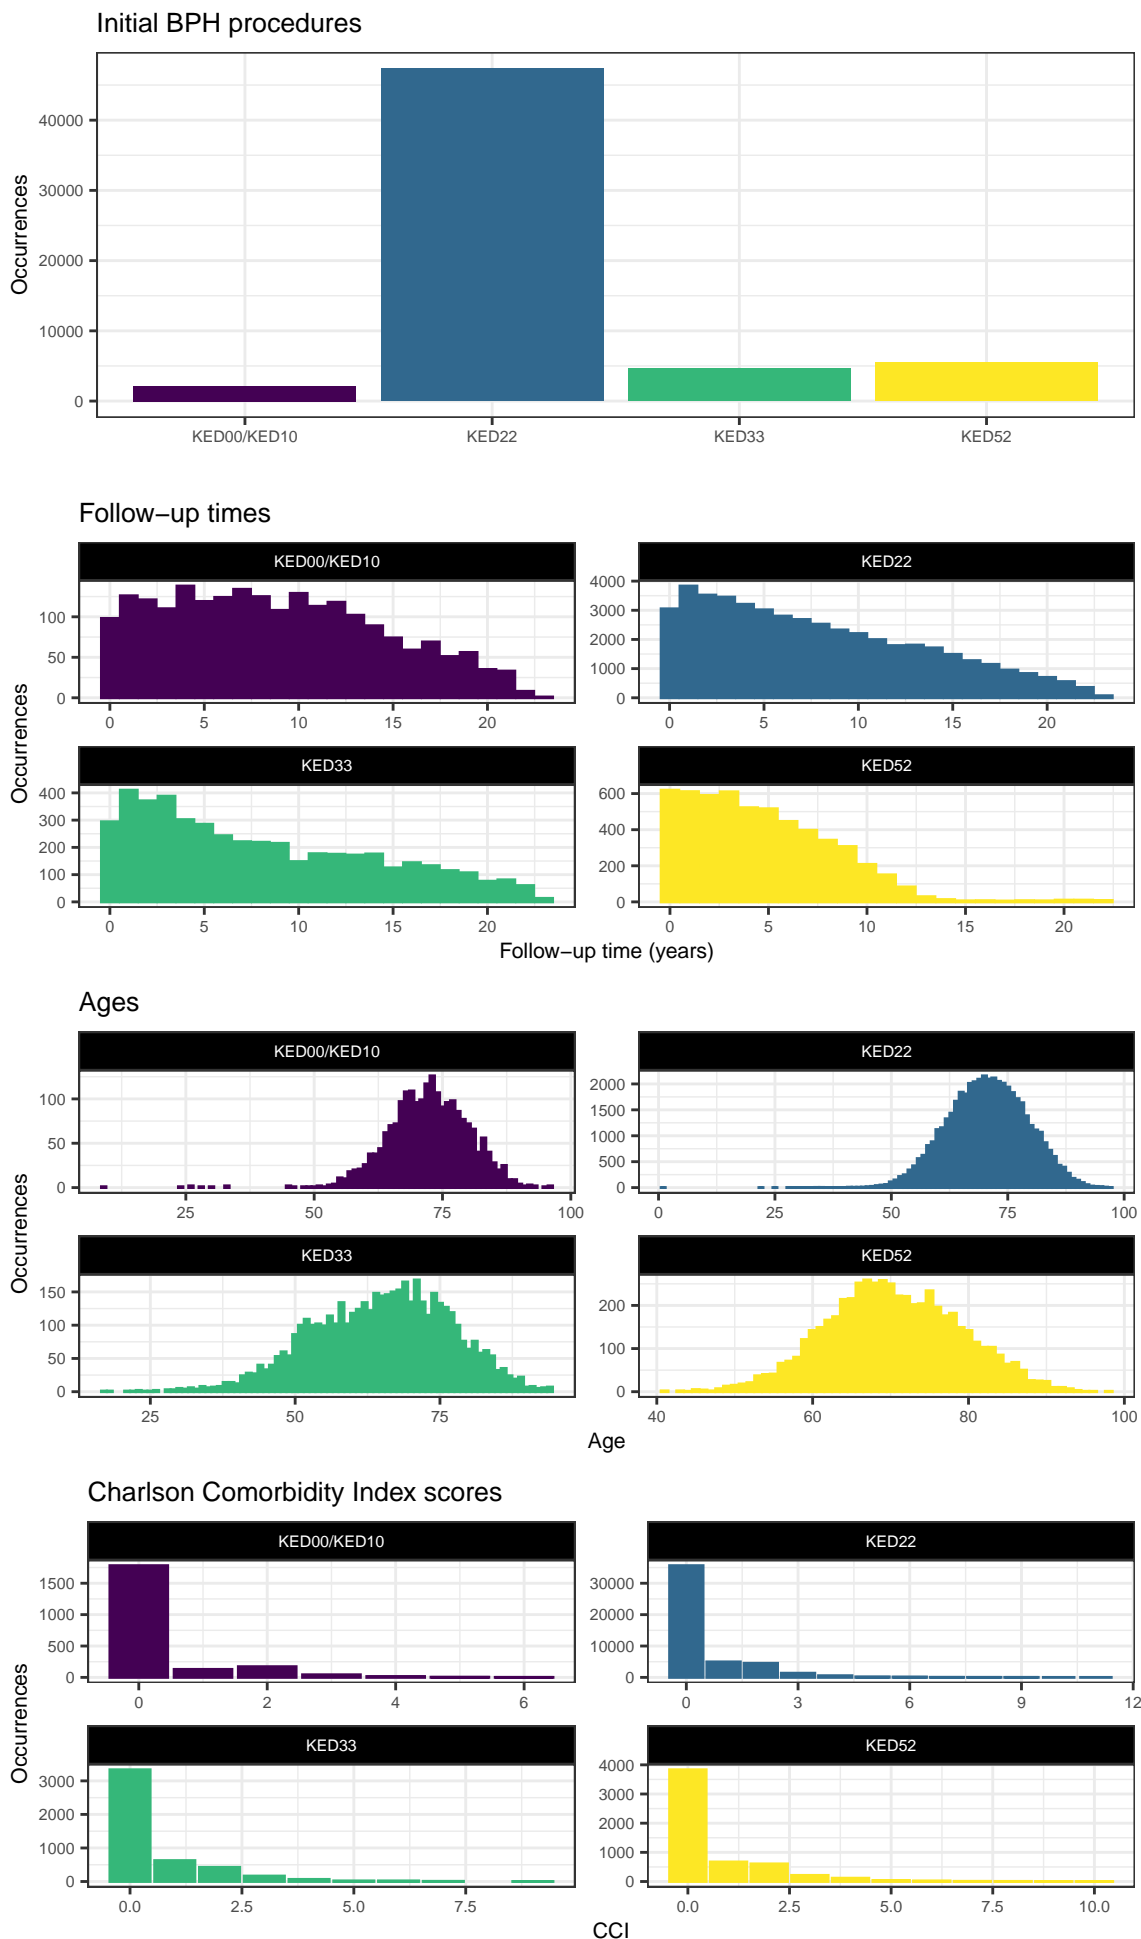 Initial BPH procedures
Occurrences
40000
30000
20000
10000
0
KED00/KED10 KED22 KED33 KED52
Follow−up times
Occurrences
KED00/KED10
100
50
0
0 5 10 15 20
KED22
4000
3000
2000
1000
0
0 5 10 15 20
KED33
400
300
200
100
0
0 5 10 15 20
KED52
600
400
200
0
0 5 10 15 20
Follow−up time (years)
Ages
Occurrences
KED00/KED10
100
50
0
25 50 75 100
KED22
2000
1500
1000
500
0
0 25 50 75 100
Occurrences
KED33
150
100
50
0
25 50 75
KED52
200
100
0
40 60 80 100
Age
Charlson Comorbidity Index scores
Occurrences
KED00/KED10
1500
1000
500
0
0 2 4 6
KED22
30000
20000
10000
0
0 3 6 9 12
KED33
3000
2000
1000
0
0.0 2.5 5.0 7.5
KED52
4000
3000
2000
1000
0
0.0 2.5 5.0 7.5 10.0
CCI